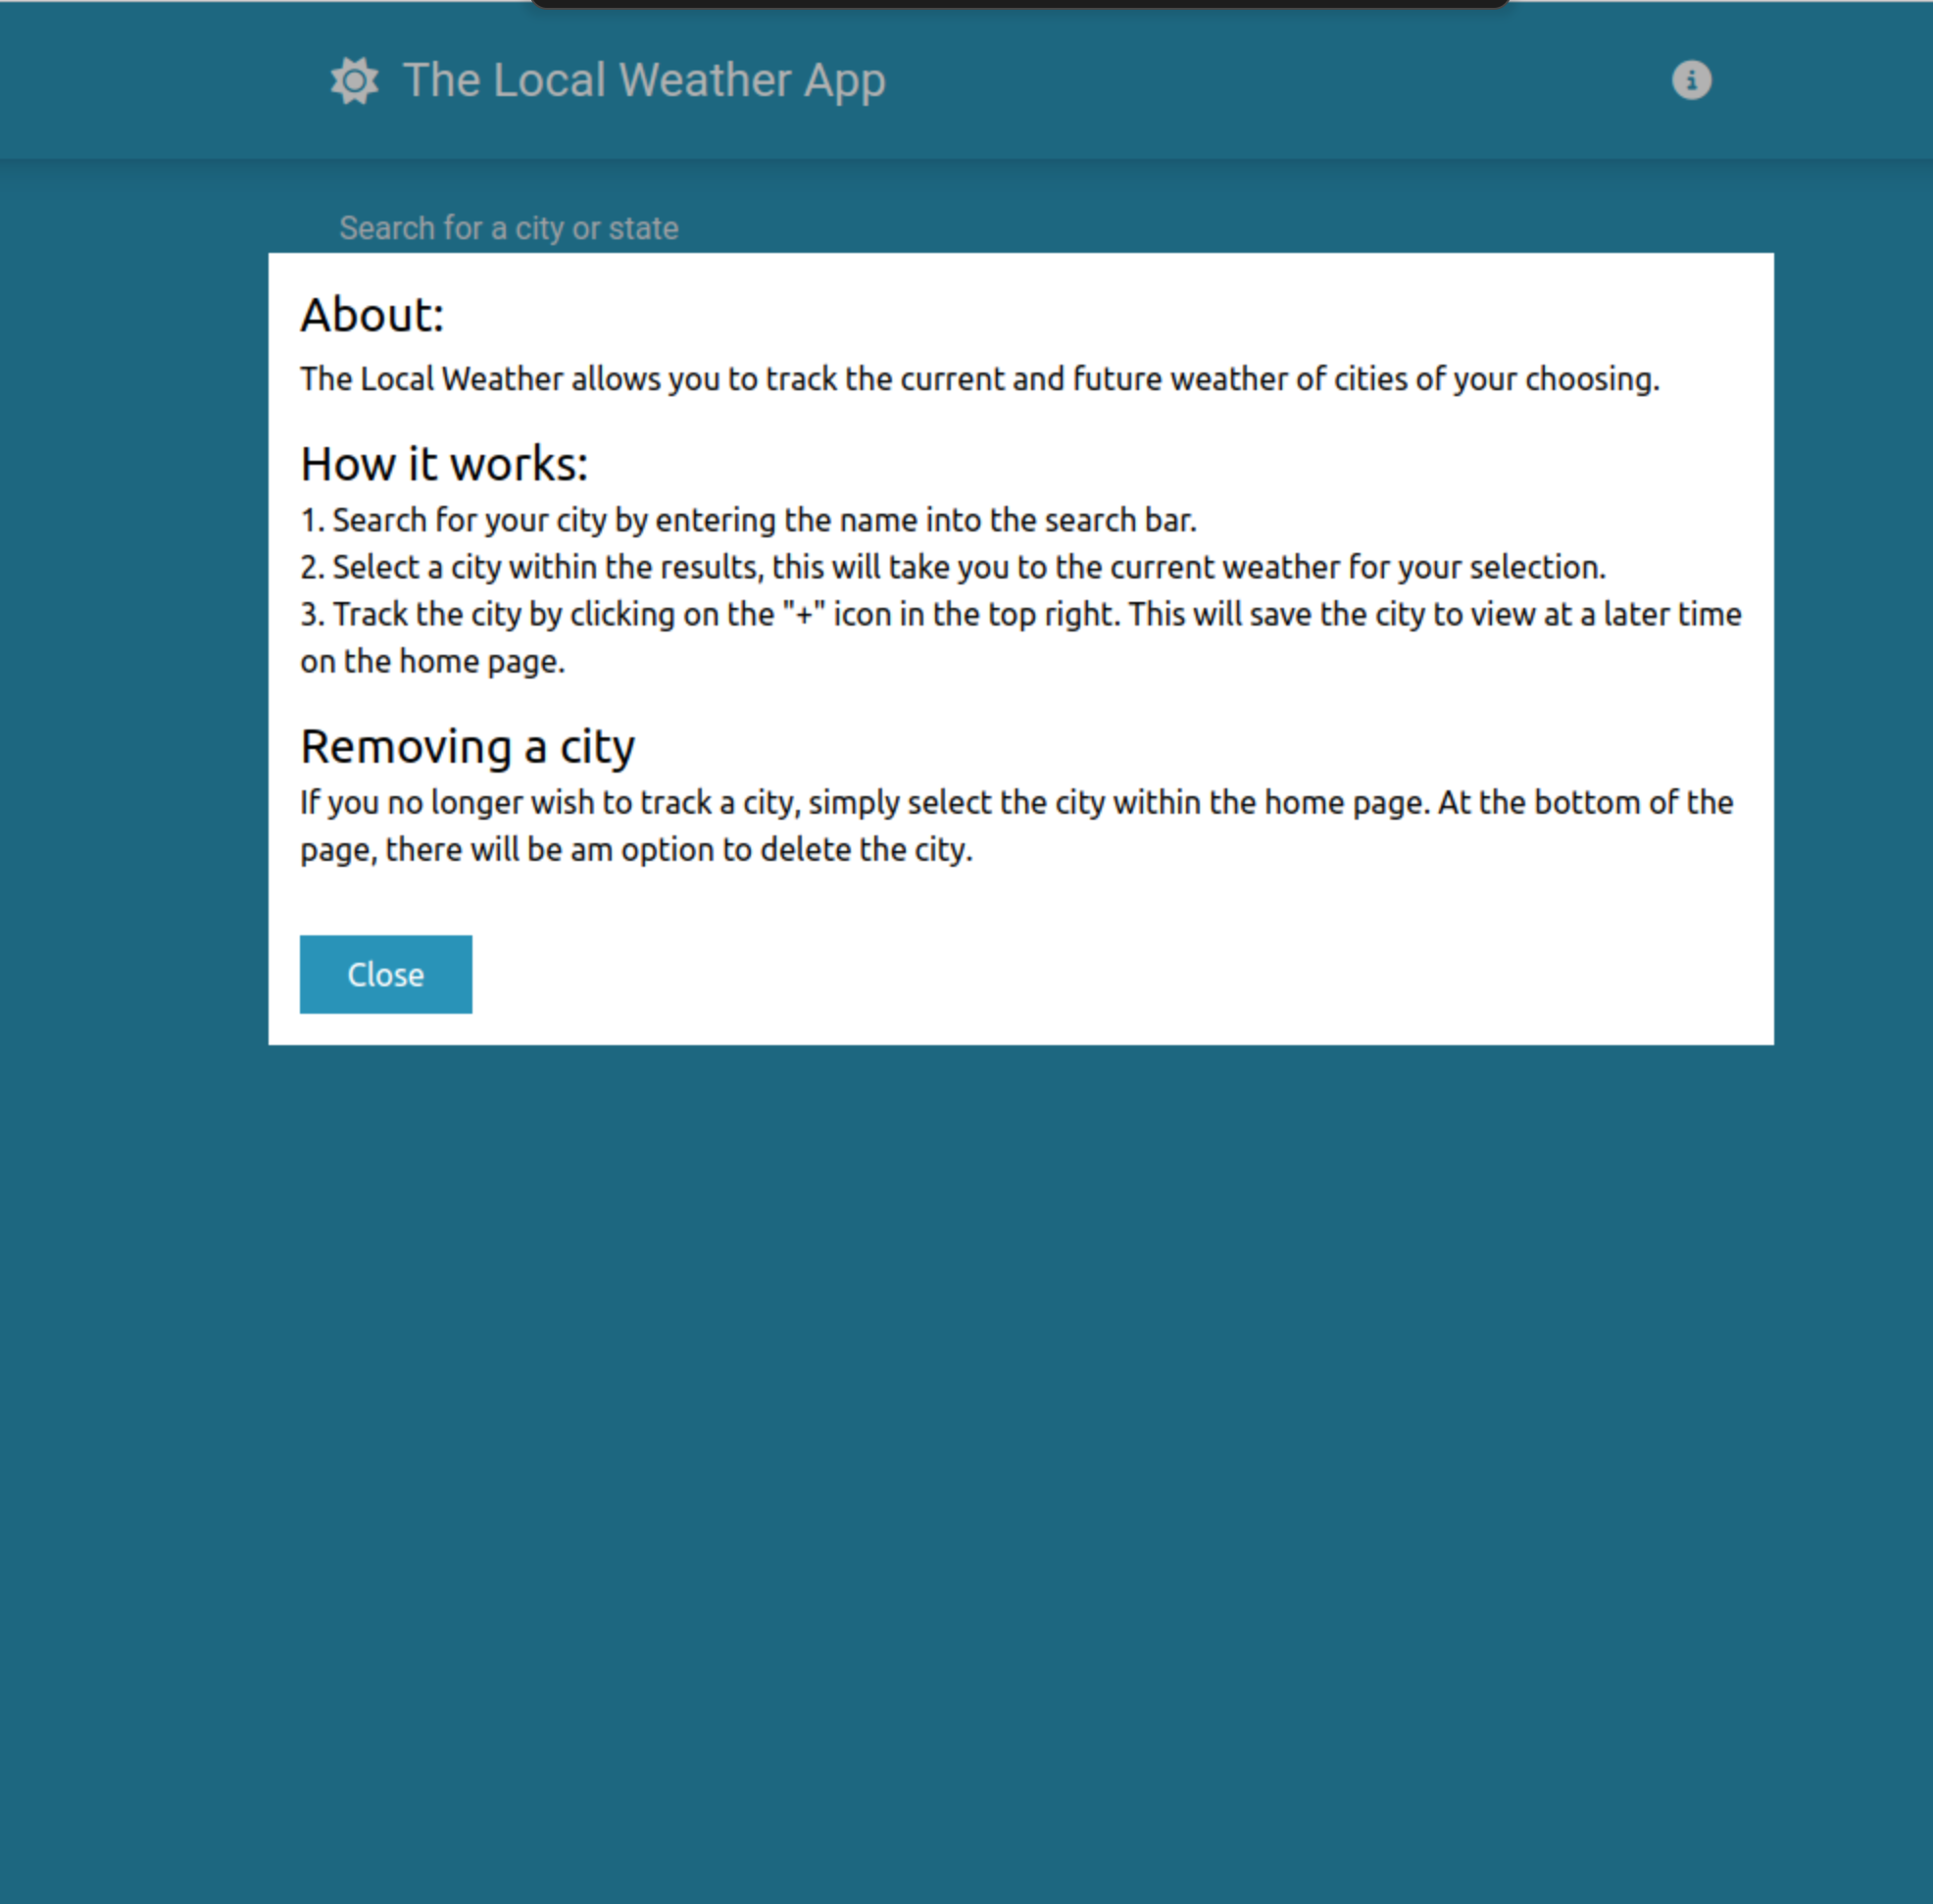 The Local Weather App
Search for a city or state
About:
The Local Weather allows you to track the current and future weather of cities of your choosing.
How it works:
1. Search for your city by entering the name into the search bar.
2. Select a city within the results, this will take you to the current weather for your selection.
3. Track the city by clicking on the "+" icon in the top right. This will save the city to view at a later time
on the home page.
Removing a city
If you no longer wish to track a city, simply select the city within the home page. At the bottom of the
page, there will be am option to delete the city.
Close